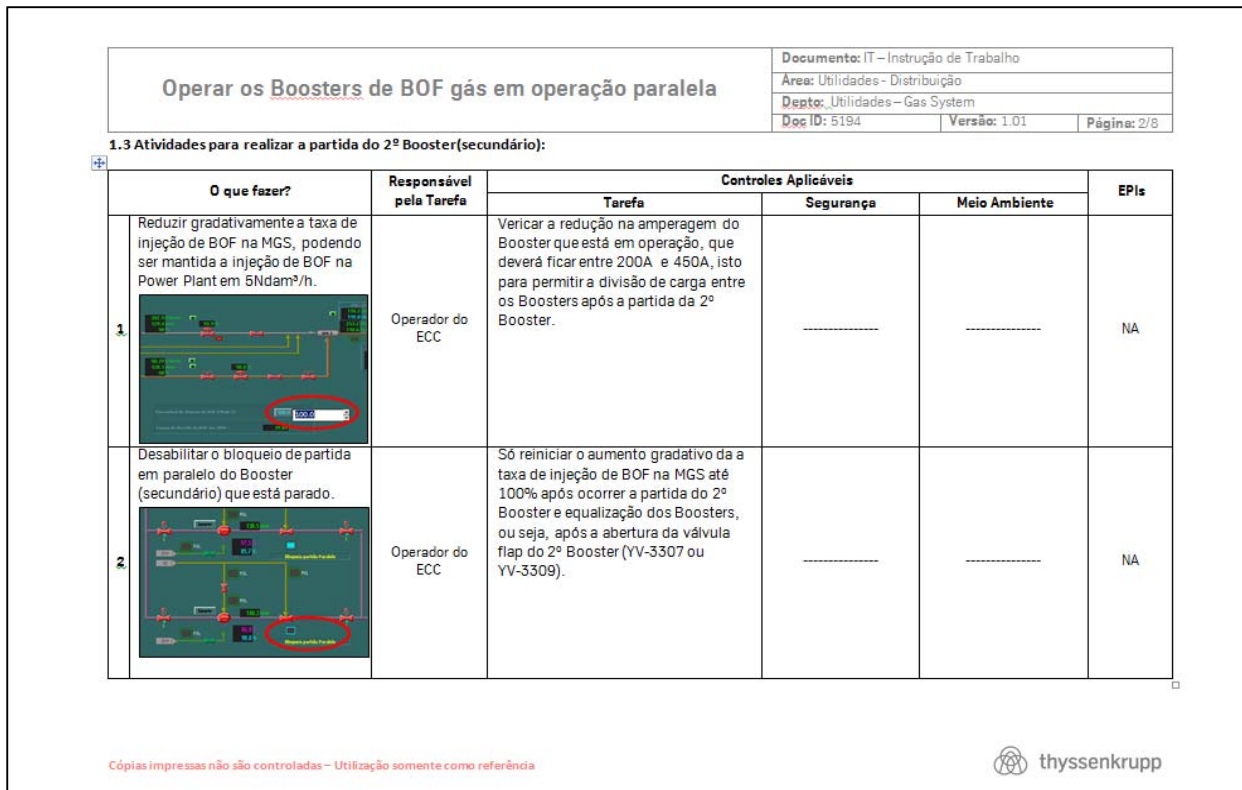 Operar os Boosters de BOF gás em operação paralela
Documento: IT – Instrução de Trabalho
Área: Utilidades - Distribuição
Depto: Utilidades – Gas System
Doc ID: 5194
Versão: 1.01
Página: 2/8
1.3 Atividades para realizar a partida do 2º Booster(secundário):
O que fazer?
Responsável
pela Tarefa
Controles Aplicáveis
Tarefa
Segurança
Meio Ambiente
EPIs
1
Reduzir gradativamente a taxa de
injeção de BOF na MGS, podendo
ser mantida a injeção de BOF na
Power Plant em 5Ndam³/h.
100.0
Operador do
ECC
Vericar a redução na amperagem do
Booster que está em operação, que
deverá ficar entre 200A e 450A, isto
para permitir a divisão de carga entre
os Boosters após a partida da 2º
Booster.
---------------
---------------
NA
2
Desabilitar o bloqueio de partida
em paralelo do Booster
(secundário) que está parado.
Bloqueia partida Paralelo
Bloqueia partida Paralelo
Operador do
ECC
Só reiniciar o aumento gradativo da a
taxa de injeção de BOF na MGS até
100% após ocorrer a partida do 2º
Booster e equalização dos Boosters,
ou seja, após a abertura da válvula
flap do 2º Booster (YV-3307 ou
YV-3309).
---------------
---------------
NA
Cópias impressas não são controladas – Utilização somente como referência
thyssenkrupp